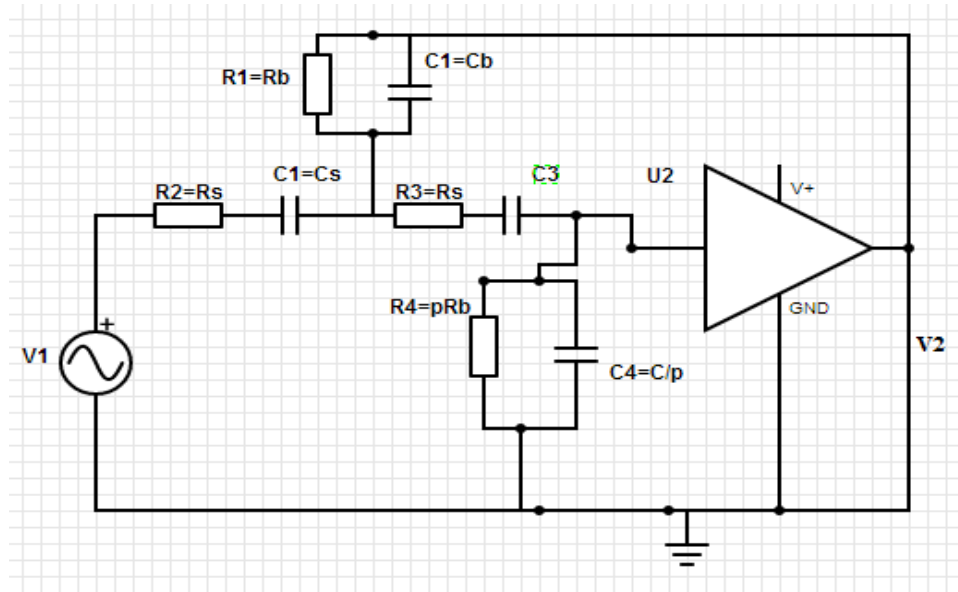 C1=Cb
R1=Rb
C1=Cs
C3
U2
R2=Rs
R3=Rs
V+
R4=pRb
GND
+
V1
V2
C4=C/p